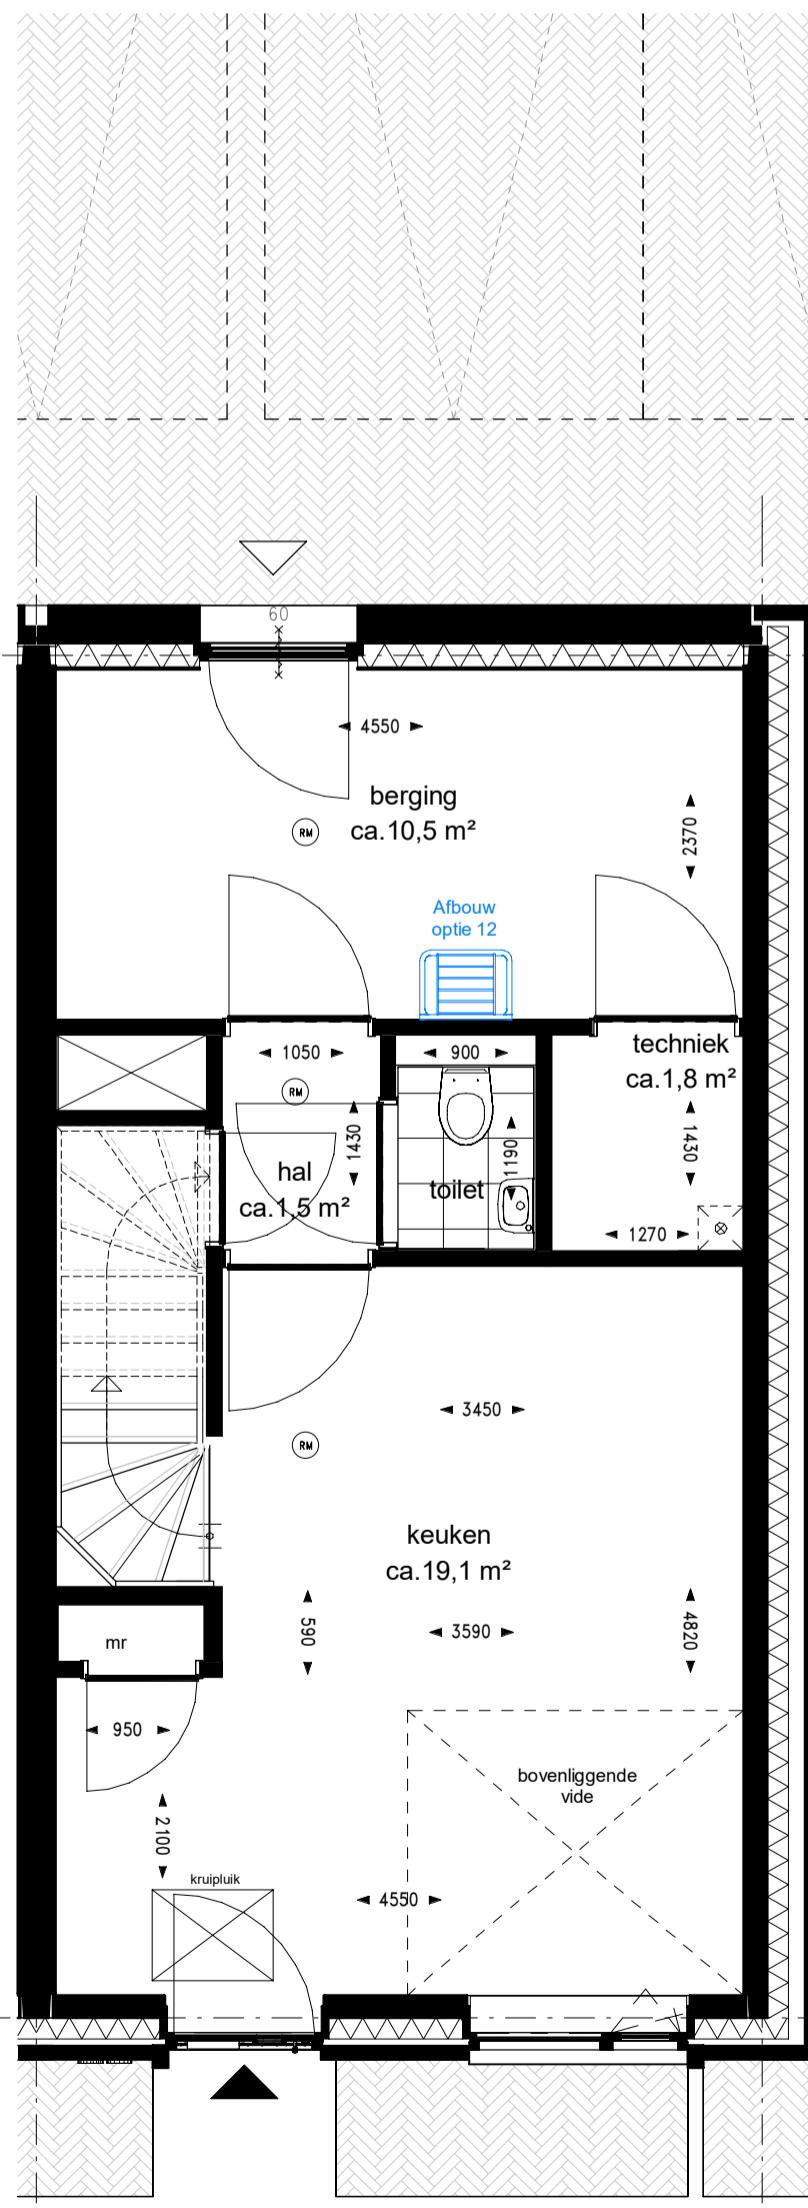 60
4550
berging
ca.10,5 m²
RM
2370
Afbouw
optie 12
1050
900
techniek
ca.1,8 m²
RM
1430
1190
1430
hal
ca.1,5 m²
toilet
1270
3450
RM
keuken
ca.19,1 m²
590
3590
4820
mr
950
bovenliggende
vide
2100
kruipluik
4550